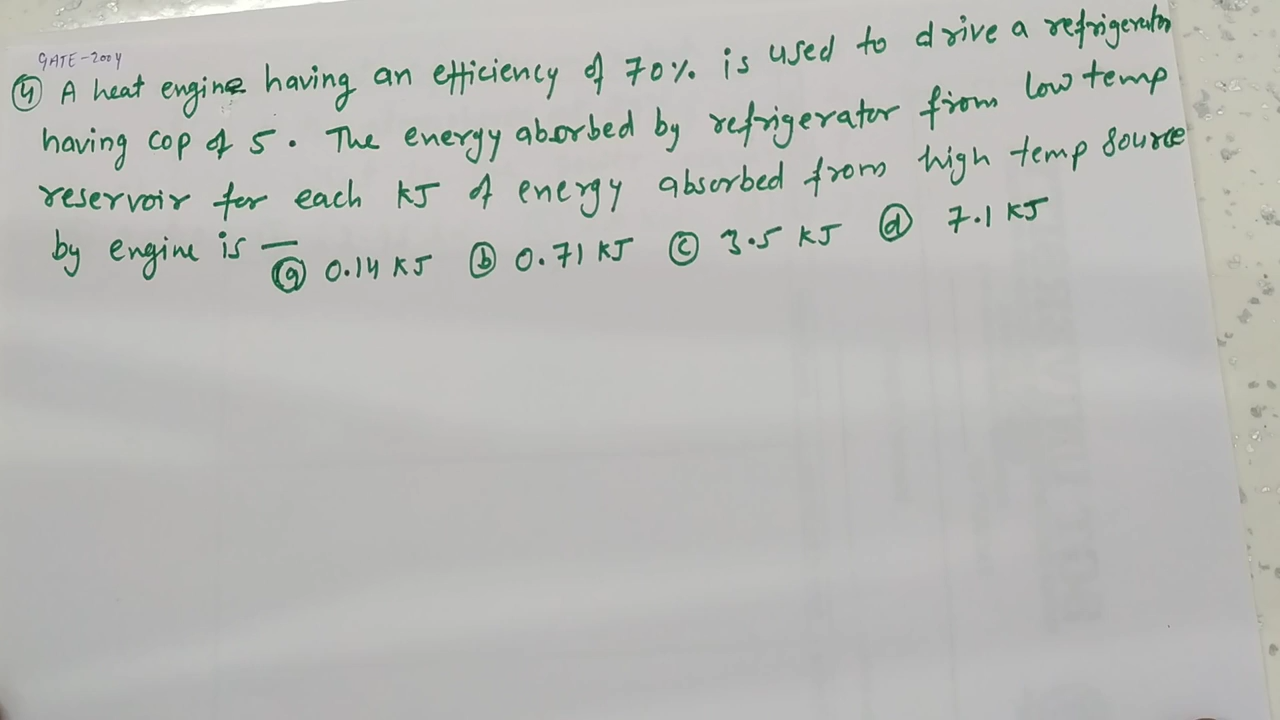 GATE-2004
④ A heat engine having an efficiency of 70% is used to drive a refrigerator
having cop of 5. The energy aborbed by refrigerator from low temp
reservoir for each kJ of energy absorbed from high temp source
by engine is —
ⓐ 0.14 KJ ⓑ 0.71 KJ ⓒ 3.5 KJ ⓓ 7.1 KJ